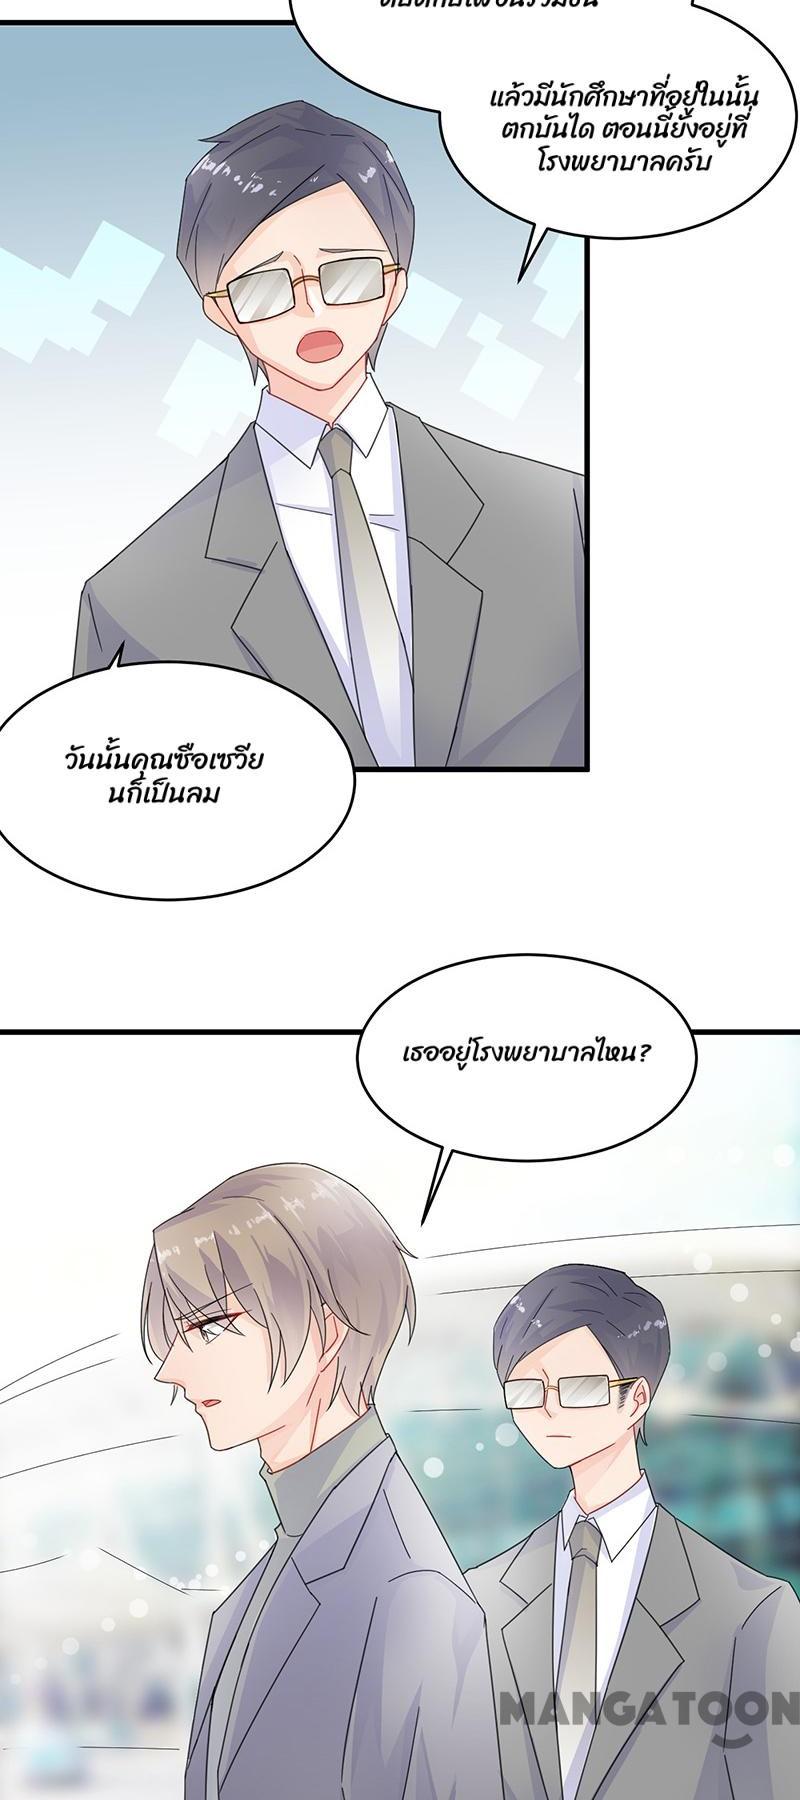 แล้วมีนักศึกษาที่อยู่ในนั้น
ตกบันได ตอนนี้ยังอยู่ที่
โรงพยาบาลครับ
วันนั้นคุณซือเซวีย
นก็เป็นลม
เธออยู่โรงพยาบาลไหน?
MANGATOON